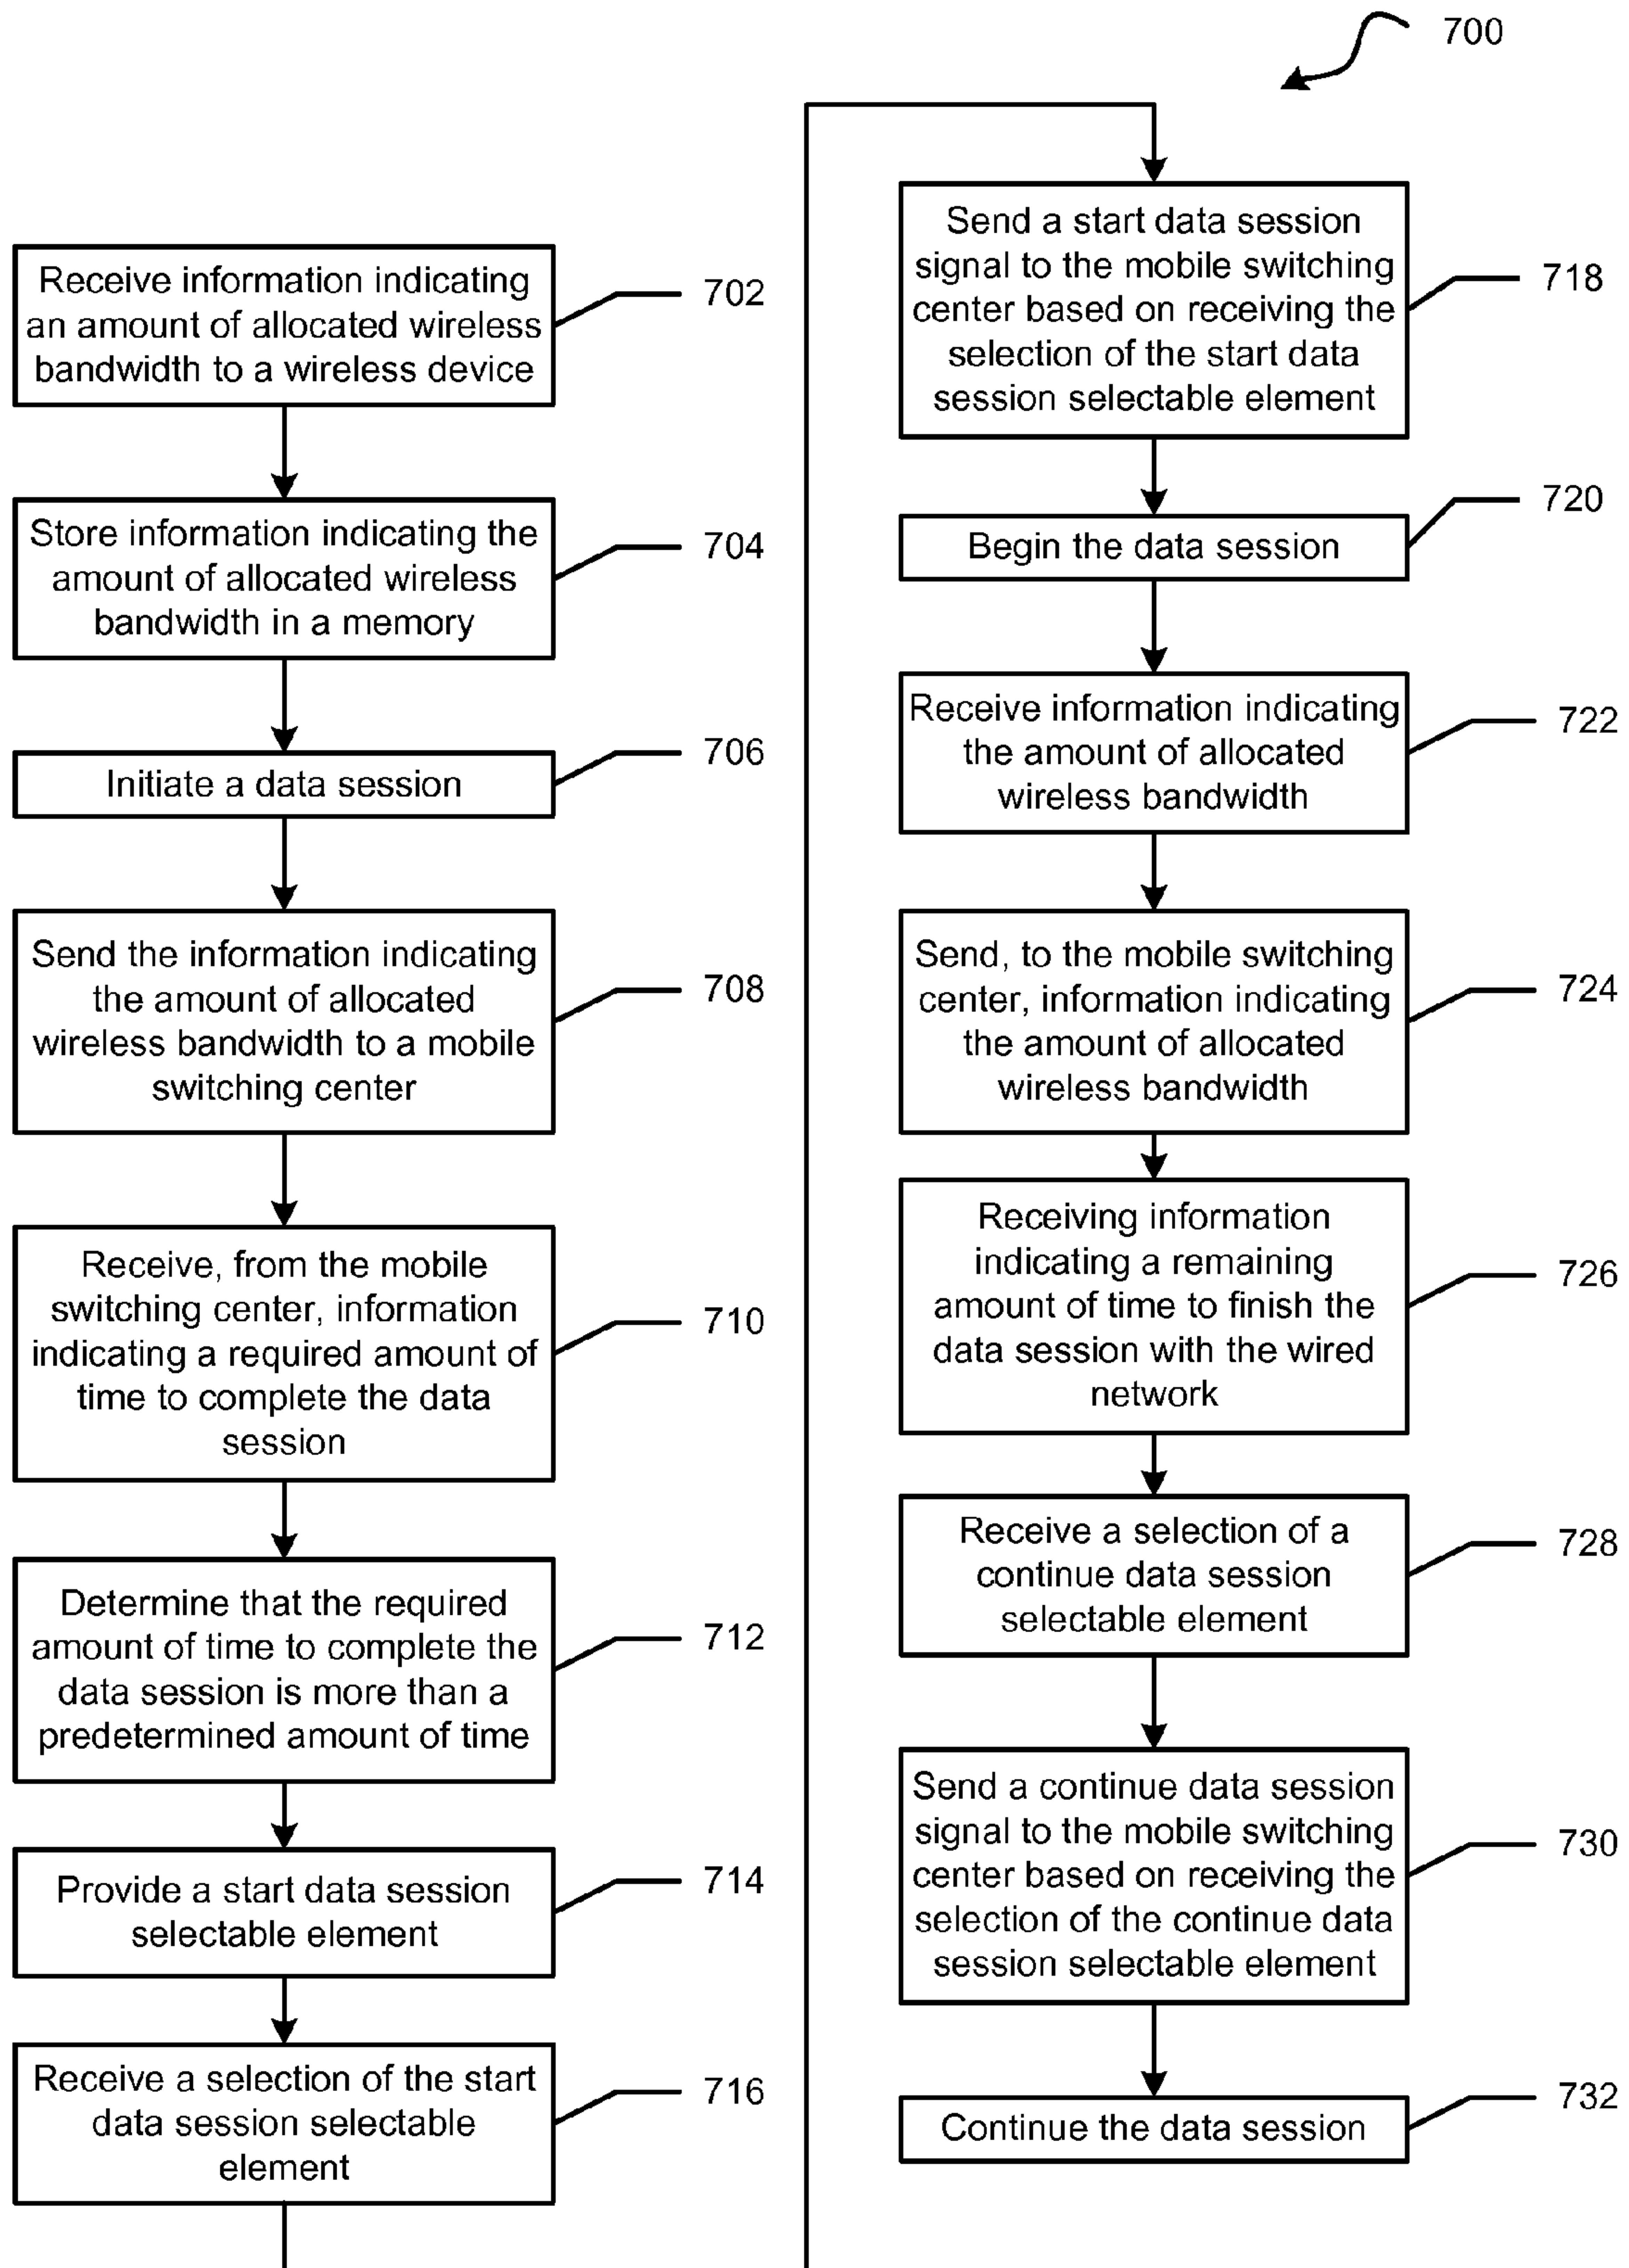 700
Receive information indicating
an amount of allocated wireless
bandwidth to a wireless device
702
Store information indicating the
amount of allocated wireless
bandwidth in a memory
704
Initiate a data session
706
Send the information indicating
the amount of allocated
wireless bandwidth to a mobile
switching center
708
Receive, from the mobile
switching center, information
indicating a required amount of
time to complete the data
session
710
Determine that the required
amount of time to complete the
data session is more than a
predetermined amount of time
712
Provide a start data session
selectable element
714
Receive a selection of the start
data session selectable
element
716
Send a start data session
signal to the mobile switching
center based on receiving the
selection of the start data
session selectable element
718
Begin the data session
720
Receive information indicating
the amount of allocated
wireless bandwidth
722
Send, to the mobile switching
center, information indicating
the amount of allocated
wireless bandwidth
724
Receiving information
indicating a remaining
amount of time to finish the
data session with the wired
network
726
Receive a selection of a
continue data session
selectable element
728
Send a continue data session
signal to the mobile switching
center based on receiving the
selection of the continue data
session selectable element
730
Continue the data session
732